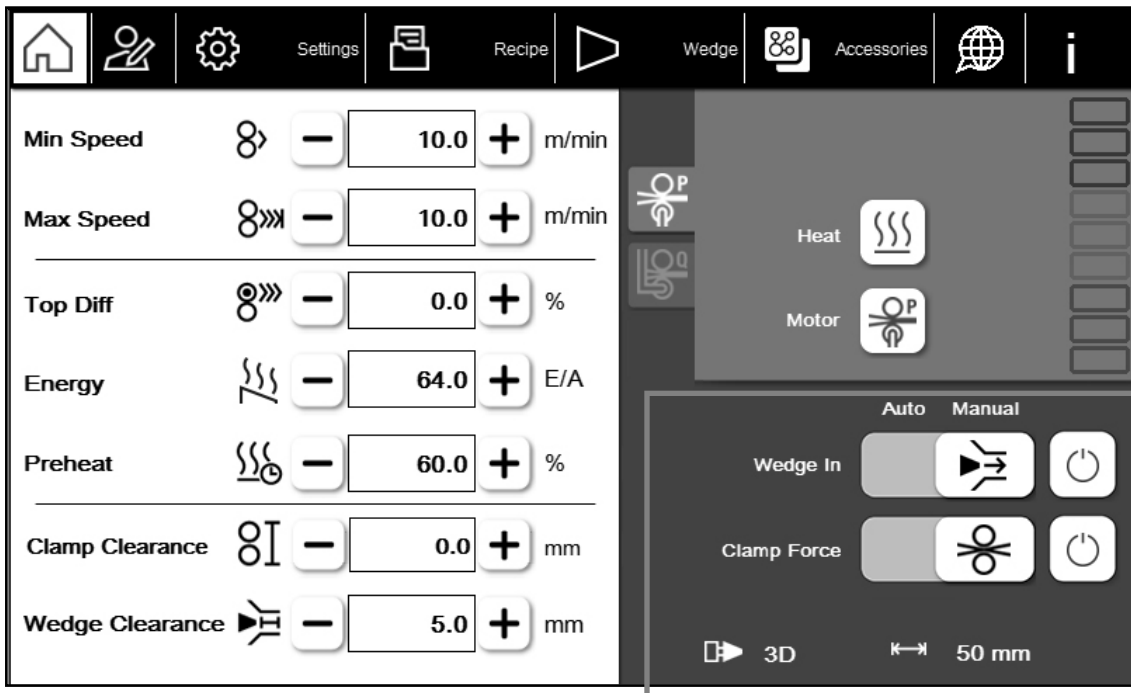 Settings Recipe Wedge Accessories i
Min Speed 10.0 m/min
Max Speed 10.0 m/min
Top Diff 0.0 %
Energy 64.0 E/A
Preheat 60.0 %
Clamp Clearance 0.0 mm
Wedge Clearance 5.0 mm
P
Q
Heat
Motor P
Auto Manual
Wedge In
Clamp Force
3D 50 mm